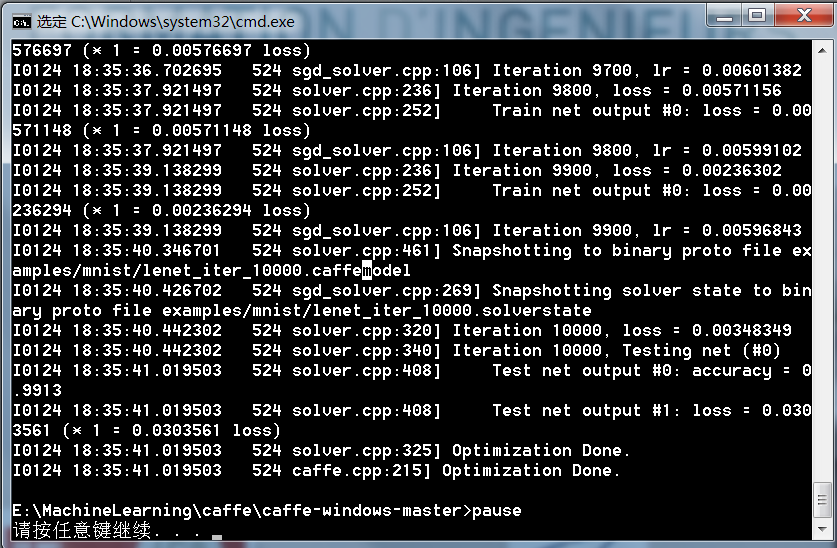 选定 C:\Windows\system32\cmd.exe
576697 (* 1 = 0.00576697 loss)
I0124 18:35:36.702695   524 sgd_solver.cpp:106] Iteration 9700, lr = 0.00601382
I0124 18:35:37.921497   524 solver.cpp:236] Iteration 9800, loss = 0.00571156
I0124 18:35:37.921497   524 solver.cpp:252]     Train net output #0: loss = 0.00
571148 (* 1 = 0.00571148 loss)
I0124 18:35:37.921497   524 sgd_solver.cpp:106] Iteration 9800, lr = 0.00599102
I0124 18:35:39.138299   524 solver.cpp:236] Iteration 9900, loss = 0.00236302
I0124 18:35:39.138299   524 solver.cpp:252]     Train net output #0: loss = 0.00
236294 (* 1 = 0.00236294 loss)
I0124 18:35:39.138299   524 sgd_solver.cpp:106] Iteration 9900, lr = 0.00596843
I0124 18:35:40.346701   524 solver.cpp:461] Snapshotting to binary proto file ex
amples/mnist/lenet_iter_10000.caffemodel
I0124 18:35:40.426702   524 sgd_solver.cpp:269] Snapshotting solver state to bin
ary proto file examples/mnist/lenet_iter_10000.solverstate
I0124 18:35:40.442302   524 solver.cpp:320] Iteration 10000, loss = 0.00348349
I0124 18:35:40.442302   524 solver.cpp:340] Iteration 10000, Testing net (#0)
I0124 18:35:41.019503   524 solver.cpp:408]     Test net output #0: accuracy = 0
.9913
I0124 18:35:41.019503   524 solver.cpp:408]     Test net output #1: loss = 0.030
3561 (* 1 = 0.0303561 loss)
I0124 18:35:41.019503   524 solver.cpp:325] Optimization Done.
I0124 18:35:41.019503   524 caffe.cpp:215] Optimization Done.
E:\MachineLearning\caffe\caffe-windows-master>pause
请按任意键继续. . .